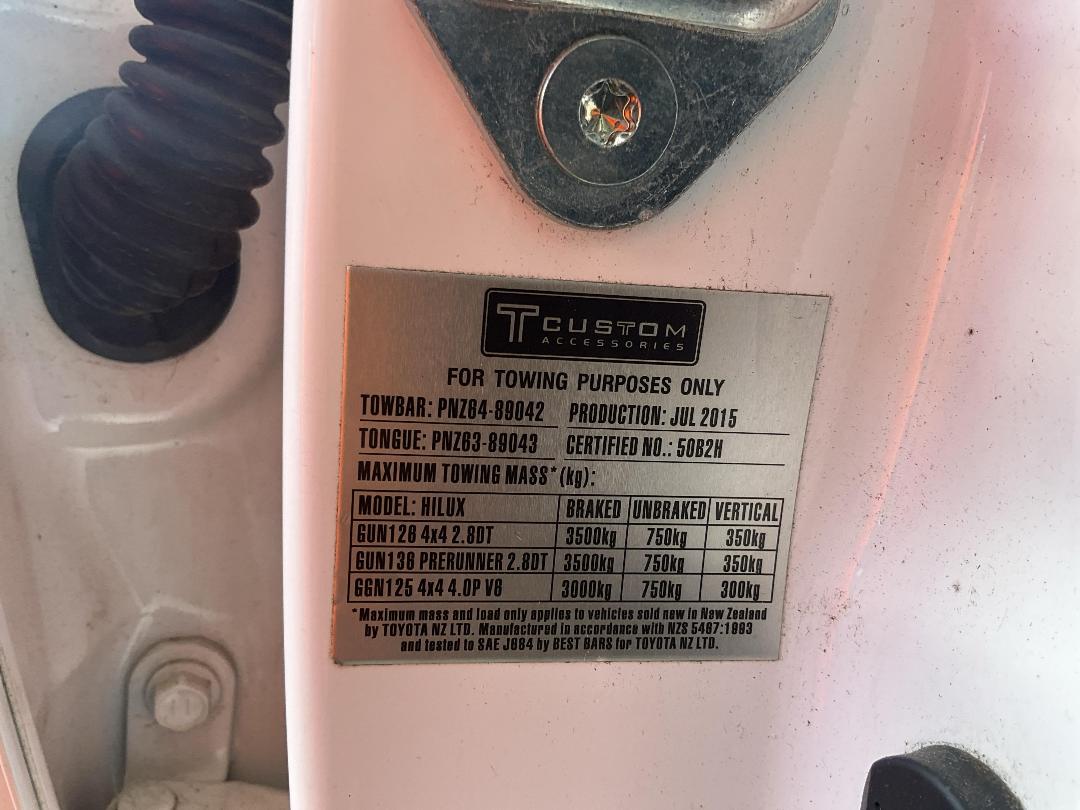 T CUSTOM
ACCESSORIES
FOR TOWING PURPOSES ONLY
TOWBAR: PNZ64-89042 PRODUCTION: JUL 2015
TONGUE: PNZ63-89043 CERTIFIED NO.: 50B2H
MAXIMUM TOWING MASS* (kg):
MODEL: HILUX BRAKED UNBRAKED VERTICAL
GUN126 4x4 2.8DT 3500kg 750kg 350kg
GUN136 PRERUNNER 2.8DT 3500kg 750kg 350kg
GGN125 4x4 4.0P V6 3000kg 750kg 300kg
*Maximum mass and load only applies to vehicles sold new in New Zealand
by TOYOTA NZ LTD. Manufactured in accordance with NZS 5467:1993
and tested to SAE J684 by BEST BARS for TOYOTA NZ LTD.
11